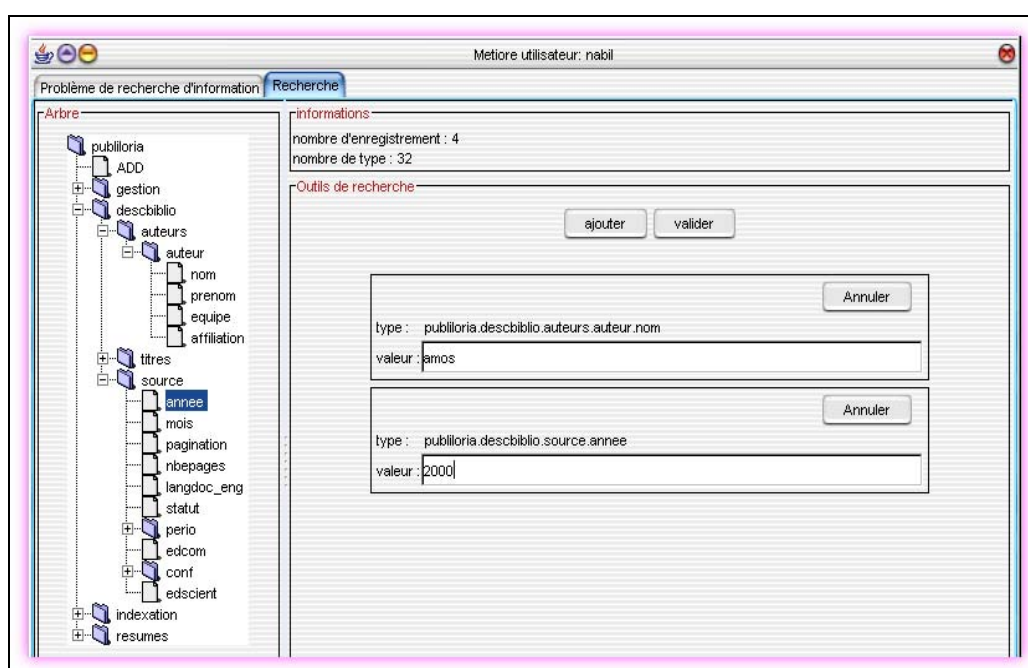 Metiore utilisateur: nabil
Problème de recherche d'information
Recherche
Arbre
publiloria
ADD
gestion
descbiblio
auteurs
auteur
nom
prenom
equipe
affiliation
titres
source
annee
mois
pagination
nbepages
langdoc_eng
statut
perio
edcom
conf
edscient
indexation
resumes
informations
nombre d'enregistrement : 4
nombre de type : 32
Outils de recherche
ajouter
valider
Annuler
type : publiloria.descbiblio.auteurs.auteur.nom
valeur : amos
Annuler
type : publiloria.descbiblio.source.annee
valeur : 2000